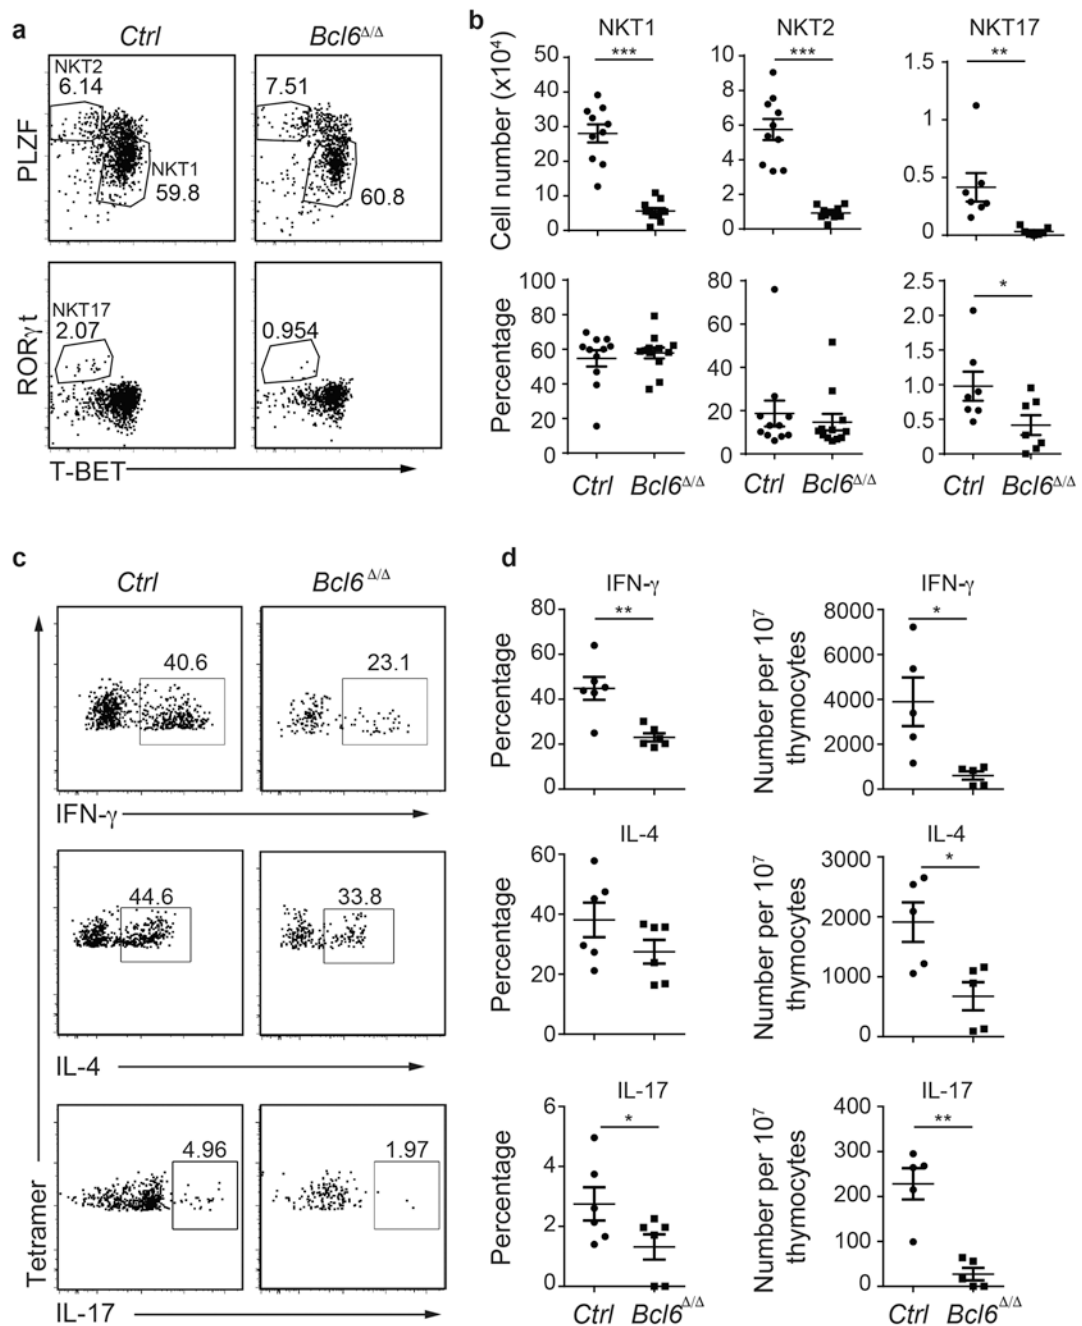 a
Ctrl
Bcl6Δ/Δ
PLZF
NKT2
6.14
NKT1
59.8
7.51
60.8
RORγt
NKT17
2.07
0.954
T-BET
b
NKT1
NKT2
NKT17
Cell number (x10⁴)
50
40
30
20
10
0
***
10
8
6
4
2
0
***
1.5
1
0.5
0
**
Percentage
100
80
60
40
20
0
80
60
40
20
0
2.5
2.0
1.5
1.0
0.5
0
*
Ctrl Bcl6Δ/Δ
Ctrl Bcl6Δ/Δ
Ctrl Bcl6Δ/Δ
c
Ctrl
Bcl6 Δ/Δ
40.6
23.1
IFN-γ
44.6
33.8
IL-4
4.96
1.97
Tetramer
IL-17
d
IFN-γ
Percentage
80
60
40
20
0
**
IFN-γ
Number per 10⁷
thymocytes
8000
6000
4000
2000
0
*
IL-4
Percentage
60
40
20
0
IL-4
Number per 10⁷
thymocytes
3000
2000
1000
0
*
IL-17
Percentage
6
4
2
0
*
IL-17
Number per 10⁷
thymocytes
400
300
200
100
0
**
Ctrl Bcl6Δ/Δ
Ctrl Bcl6Δ/Δ